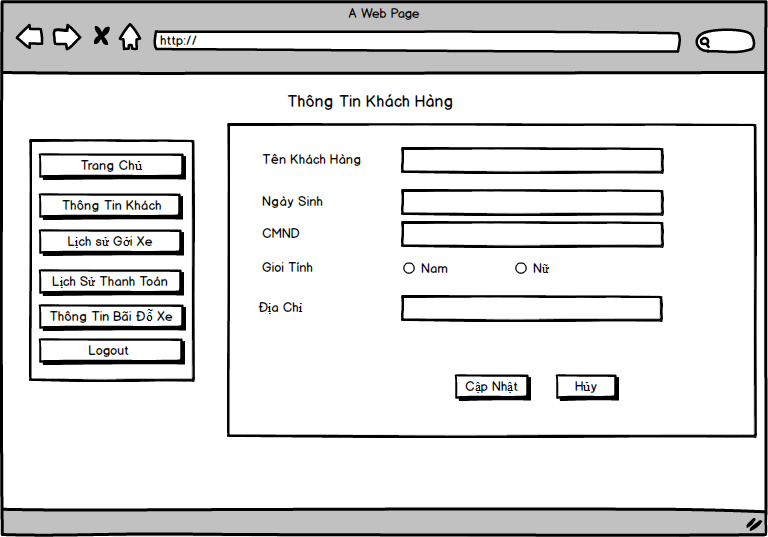 A Web Page
http://
Thông Tin Khách Hàng
Trang Chủ
Thông Tin Khách
Lịch sử Gởi Xe
Lịch Sử Thanh Toán
Thông Tin Bãi Đỗ Xe
Logout
Tên Khách Hàng
Ngày Sinh
CMND
Gioi Tính
Nam
Nữ
Địa Chỉ
Cập Nhật
Hủy